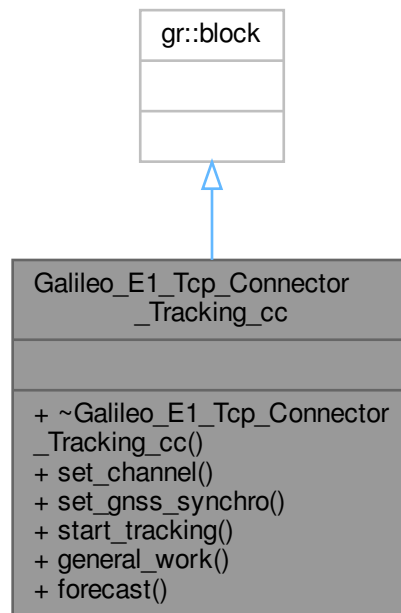 gr::block
Galileo_E1_Tcp_Connector
_Tracking_cc
+ ~Galileo_E1_Tcp_Connector
_Tracking_cc()
+ set_channel()
+ set_gnss_synchro()
+ start_tracking()
+ general_work()
+ forecast()